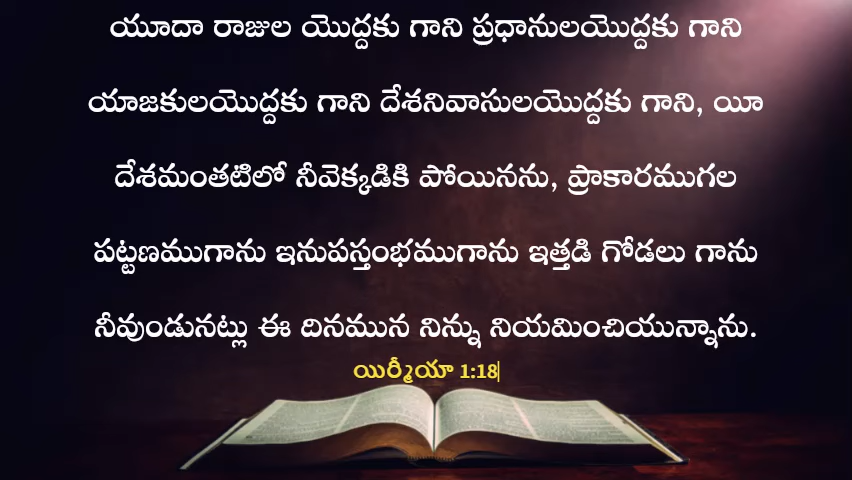 యూదా రాజుల యొద్దకు గాని ప్రధానులయొద్దకు గాని
యాజకులయొద్దకు గాని దేశనివాసులయొద్దకు గాని, యీ
దేశమంతటిలో నీవెక్కడికి పోయినను, ప్రాకారముగల
పట్టణముగాను ఇనుపస్తంభముగాను ఇత్తడి గోడలు గాను
నీవుండునట్లు ఈ దినమున నిన్ను నియమించియున్నాను.
యిర్మీయా 1:18